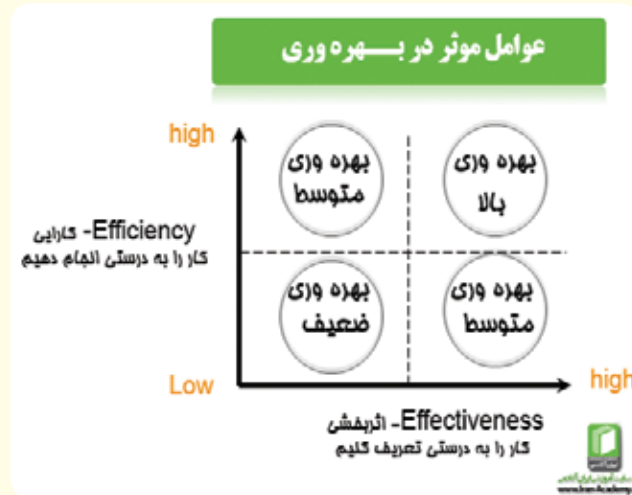 عوامل موثر در بـــــهره وری
high
بهره وری
متوسط
بهره وری
بالا
Efficiency- کارایی
کار را به درستی انجام دهیم
بهره وری
ضعیف
بهره وری
متوسط
Low
high
Effectiveness- اثربخشی
کار را به درستی تعریف کنیم